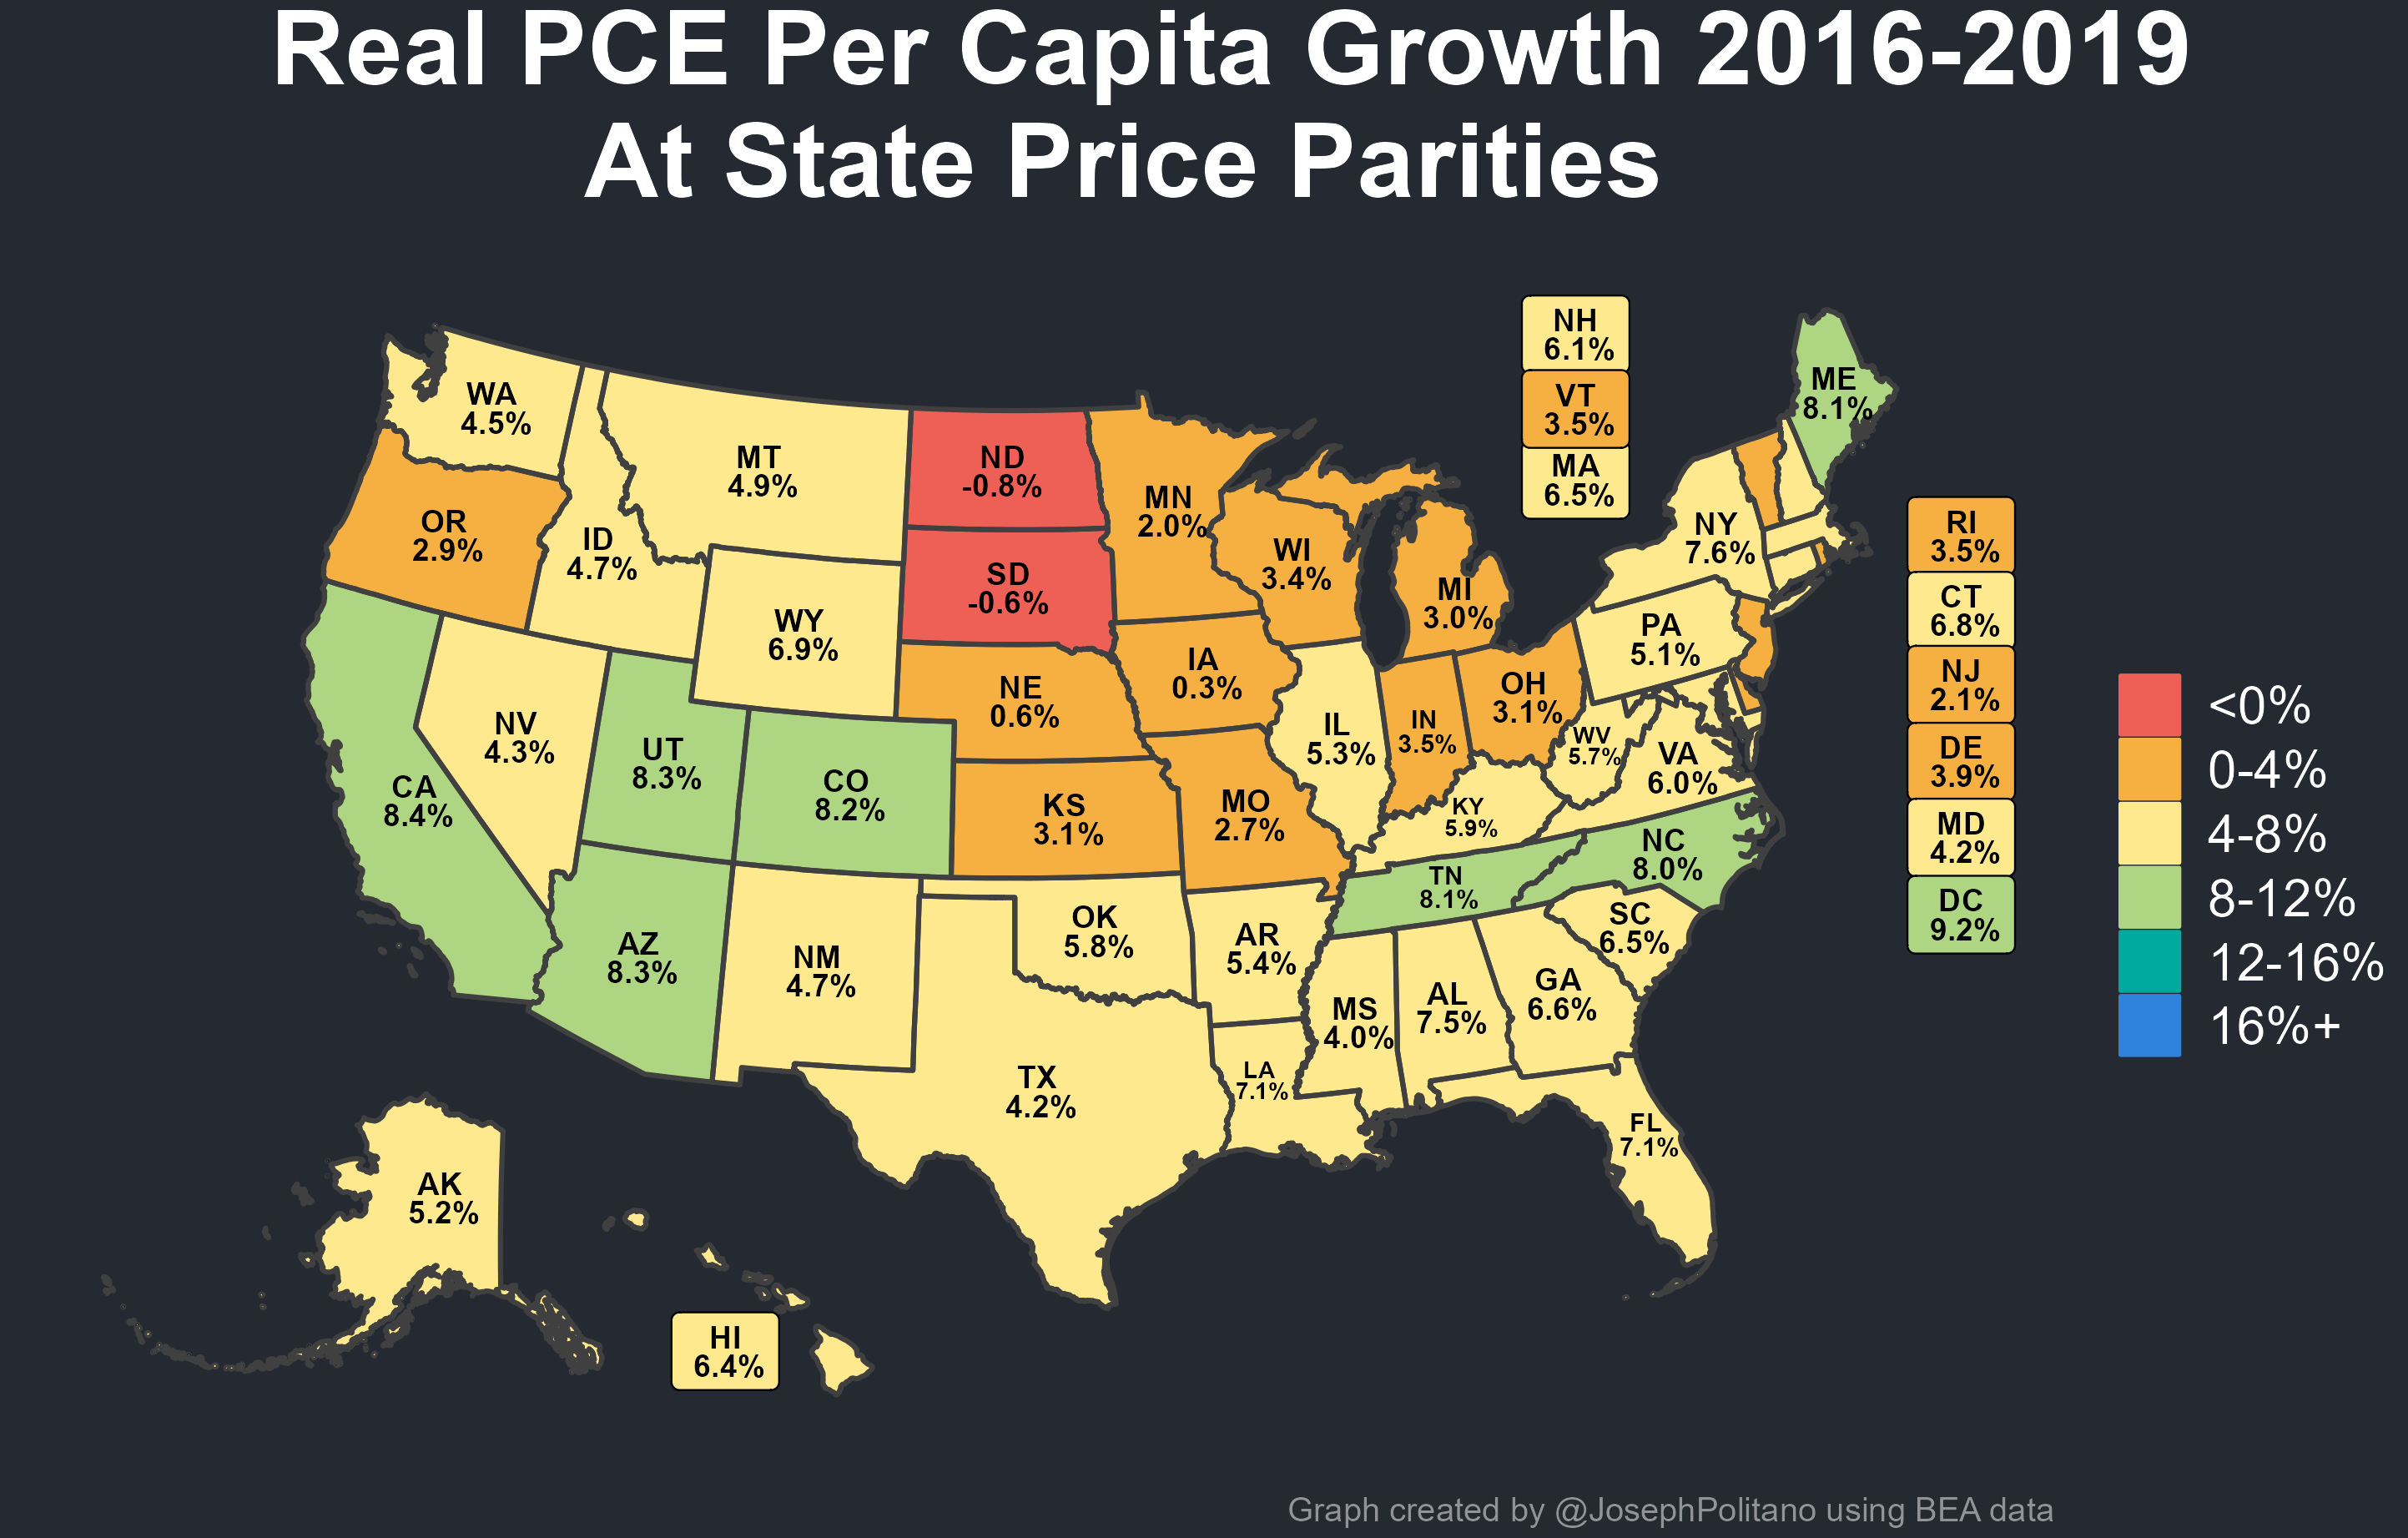 Real PCE Per Capita Growth 2016-2019
At State Price Parities
NH
6.1%
VT
3.5%
MA
6.5%
ME
8.1%
WA
4.5%
MT
4.9%
ND
-0.8%
MN
2.0%
OR
2.9%
ID
4.7%
SD
-0.6%
WI
3.4%
MI
3.0%
NY
7.6%
RI
3.5%
WY
6.9%
PA
5.1%
CT
6.8%
IA
0.3%
NE
0.6%
OH
3.1%
NJ
2.1%
NV
4.3%
UT
8.3%
CO
8.2%
IL
5.3%
IN
3.5%
WV
5.7%
VA
6.0%
DE
3.9%
CA
8.4%
KS
3.1%
MO
2.7%
KY
5.9%
NC
8.0%
MD
4.2%
TN
8.1%
DC
9.2%
AZ
8.3%
NM
4.7%
OK
5.8%
AR
5.4%
SC
6.5%
MS
4.0%
AL
7.5%
GA
6.6%
TX
4.2%
LA
7.1%
FL
7.1%
AK
5.2%
HI
6.4%
<0%
0-4%
4-8%
8-12%
12-16%
16%+
Graph created by @JosephPolitano using BEA data